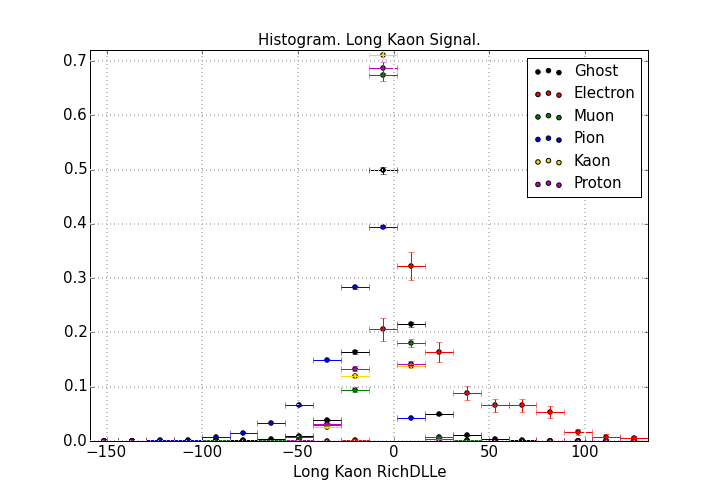 Histogram. Long Kaon Signal.
0.7
0.6
0.5
0.4
0.3
0.2
0.1
0.0
Ghost
Electron
Muon
Pion
Kaon
Proton
−150 −100 −50 0 50 100
Long Kaon RichDLLe